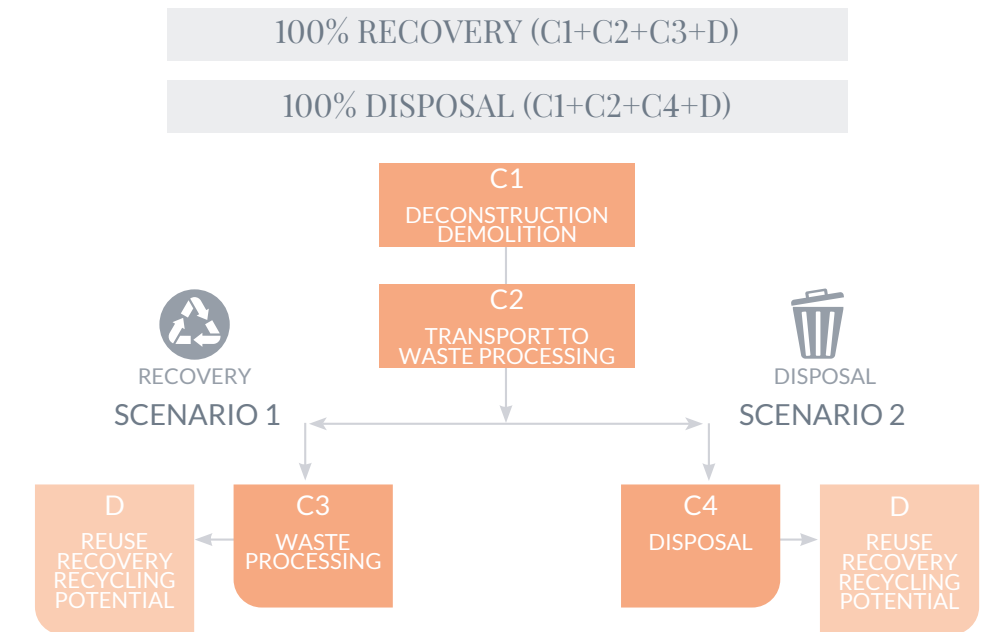 100% RECOVERY (C1+C2+C3+D)
100% DISPOSAL (C1+C2+C4+D)
C1
DECONSTRUCTION
DEMOLITION
C2
TRANSPORT TO
WASTE PROCESSING
RECOVERY
SCENARIO 1
DISPOSAL
SCENARIO 2
D
REUSE
RECOVERY
RECYCLING
POTENTIAL
C3
WASTE
PROCESSING
C4
DISPOSAL
D
REUSE
RECOVERY
RECYCLING
POTENTIAL